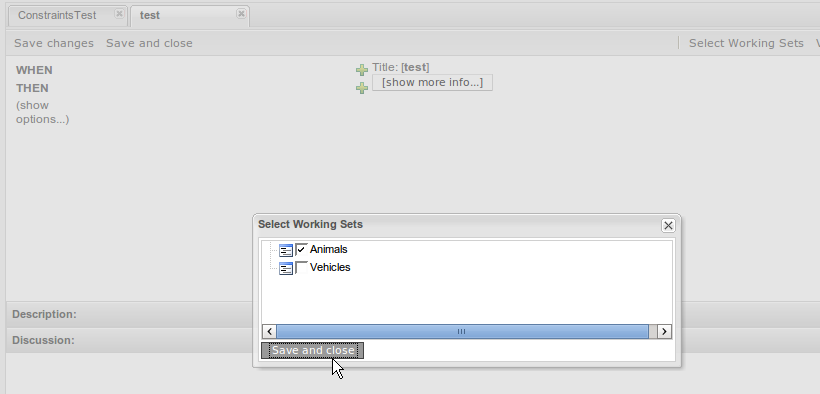 ConstraintsTest test
Save changes Save and close Select Working Sets
WHEN
THEN
(show
options...)
Title: [test]
[show more info...]
Select Working Sets
Animals
Vehicles
Save and close
Description:
Discussion: